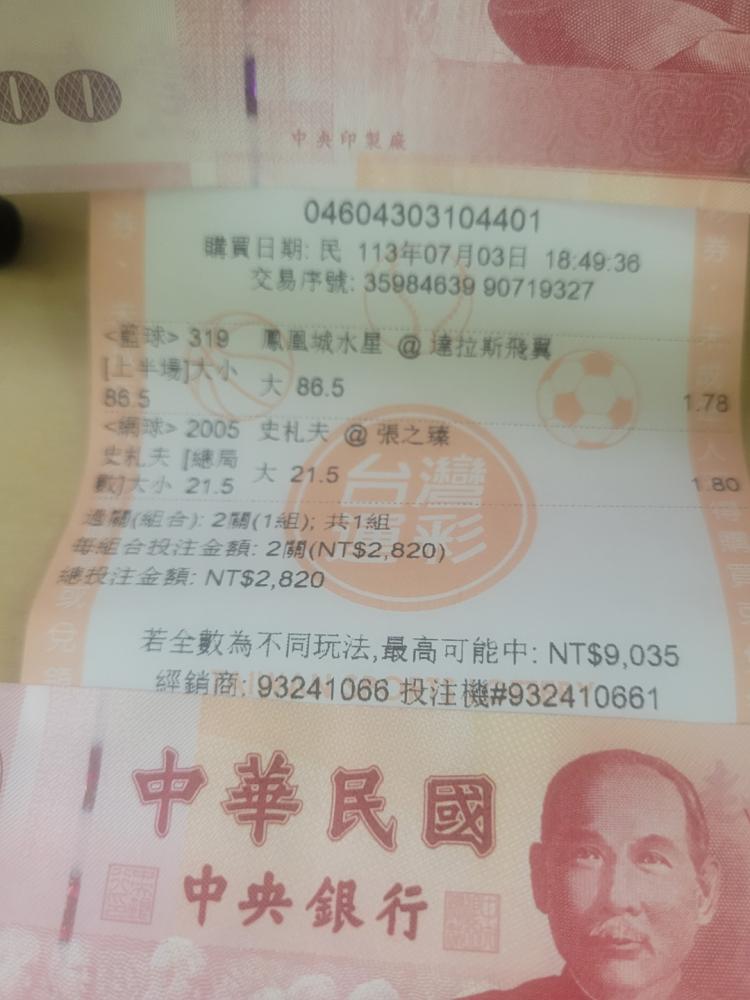 00
中央印製廠
04604303104401
購買日期: 民 113年07月03日 18:49:36
交易序號: 35984639 90719327
<籃球> 319 鳳凰城水星 @ 達拉斯飛翼
[上半場]大小 大 86.5
86.5 1.78
<網球> 2005 史札夫 @ 張之臻
史札夫 [總局 大 21.5
數]大小 21.5 1.80
過關(組合): 2關(1組); 共1組
每組合投注金額: 2關(NT$2,820)
總投注金額: NT$2,820
台灣
運彩
若全數為不同玩法,最高可能中: NT$9,035
經銷商: 93241066 投注機#932410661
中華民國
中央銀行